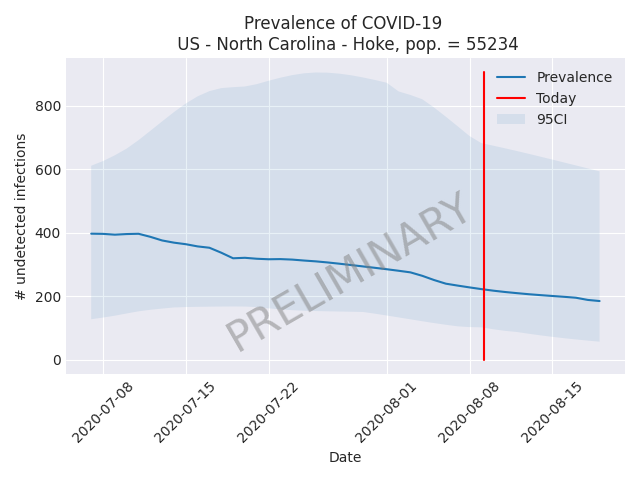 Prevalence of COVID-19
US - North Carolina - Hoke, pop. = 55234
Prevalence
Today
95CI
800
600
400
200
0
# undetected infections
PRELIMINARY
2020-07-08
2020-07-15
2020-07-22
2020-08-01
2020-08-08
2020-08-15
Date